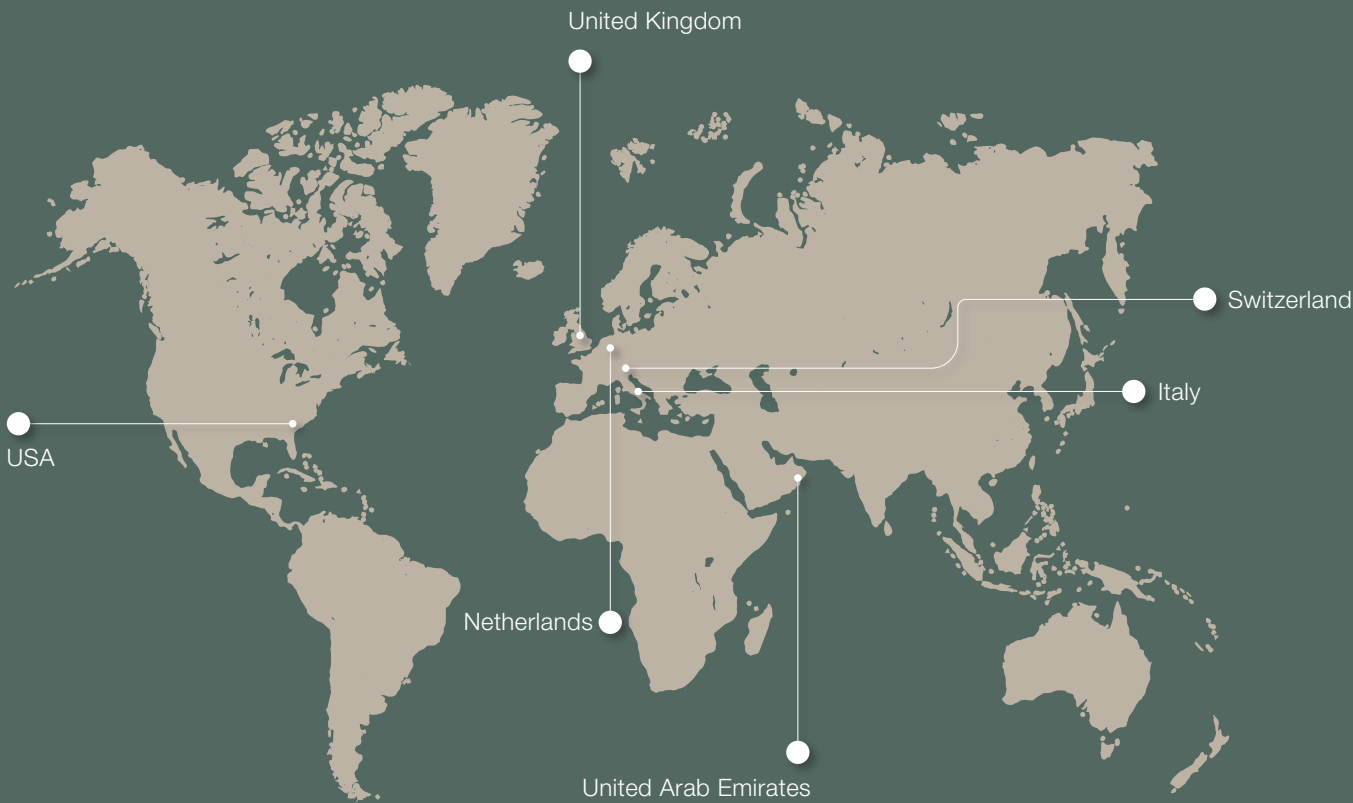 United Kingdom
Switzerland
Italy
USA
Netherlands
United Arab Emirates